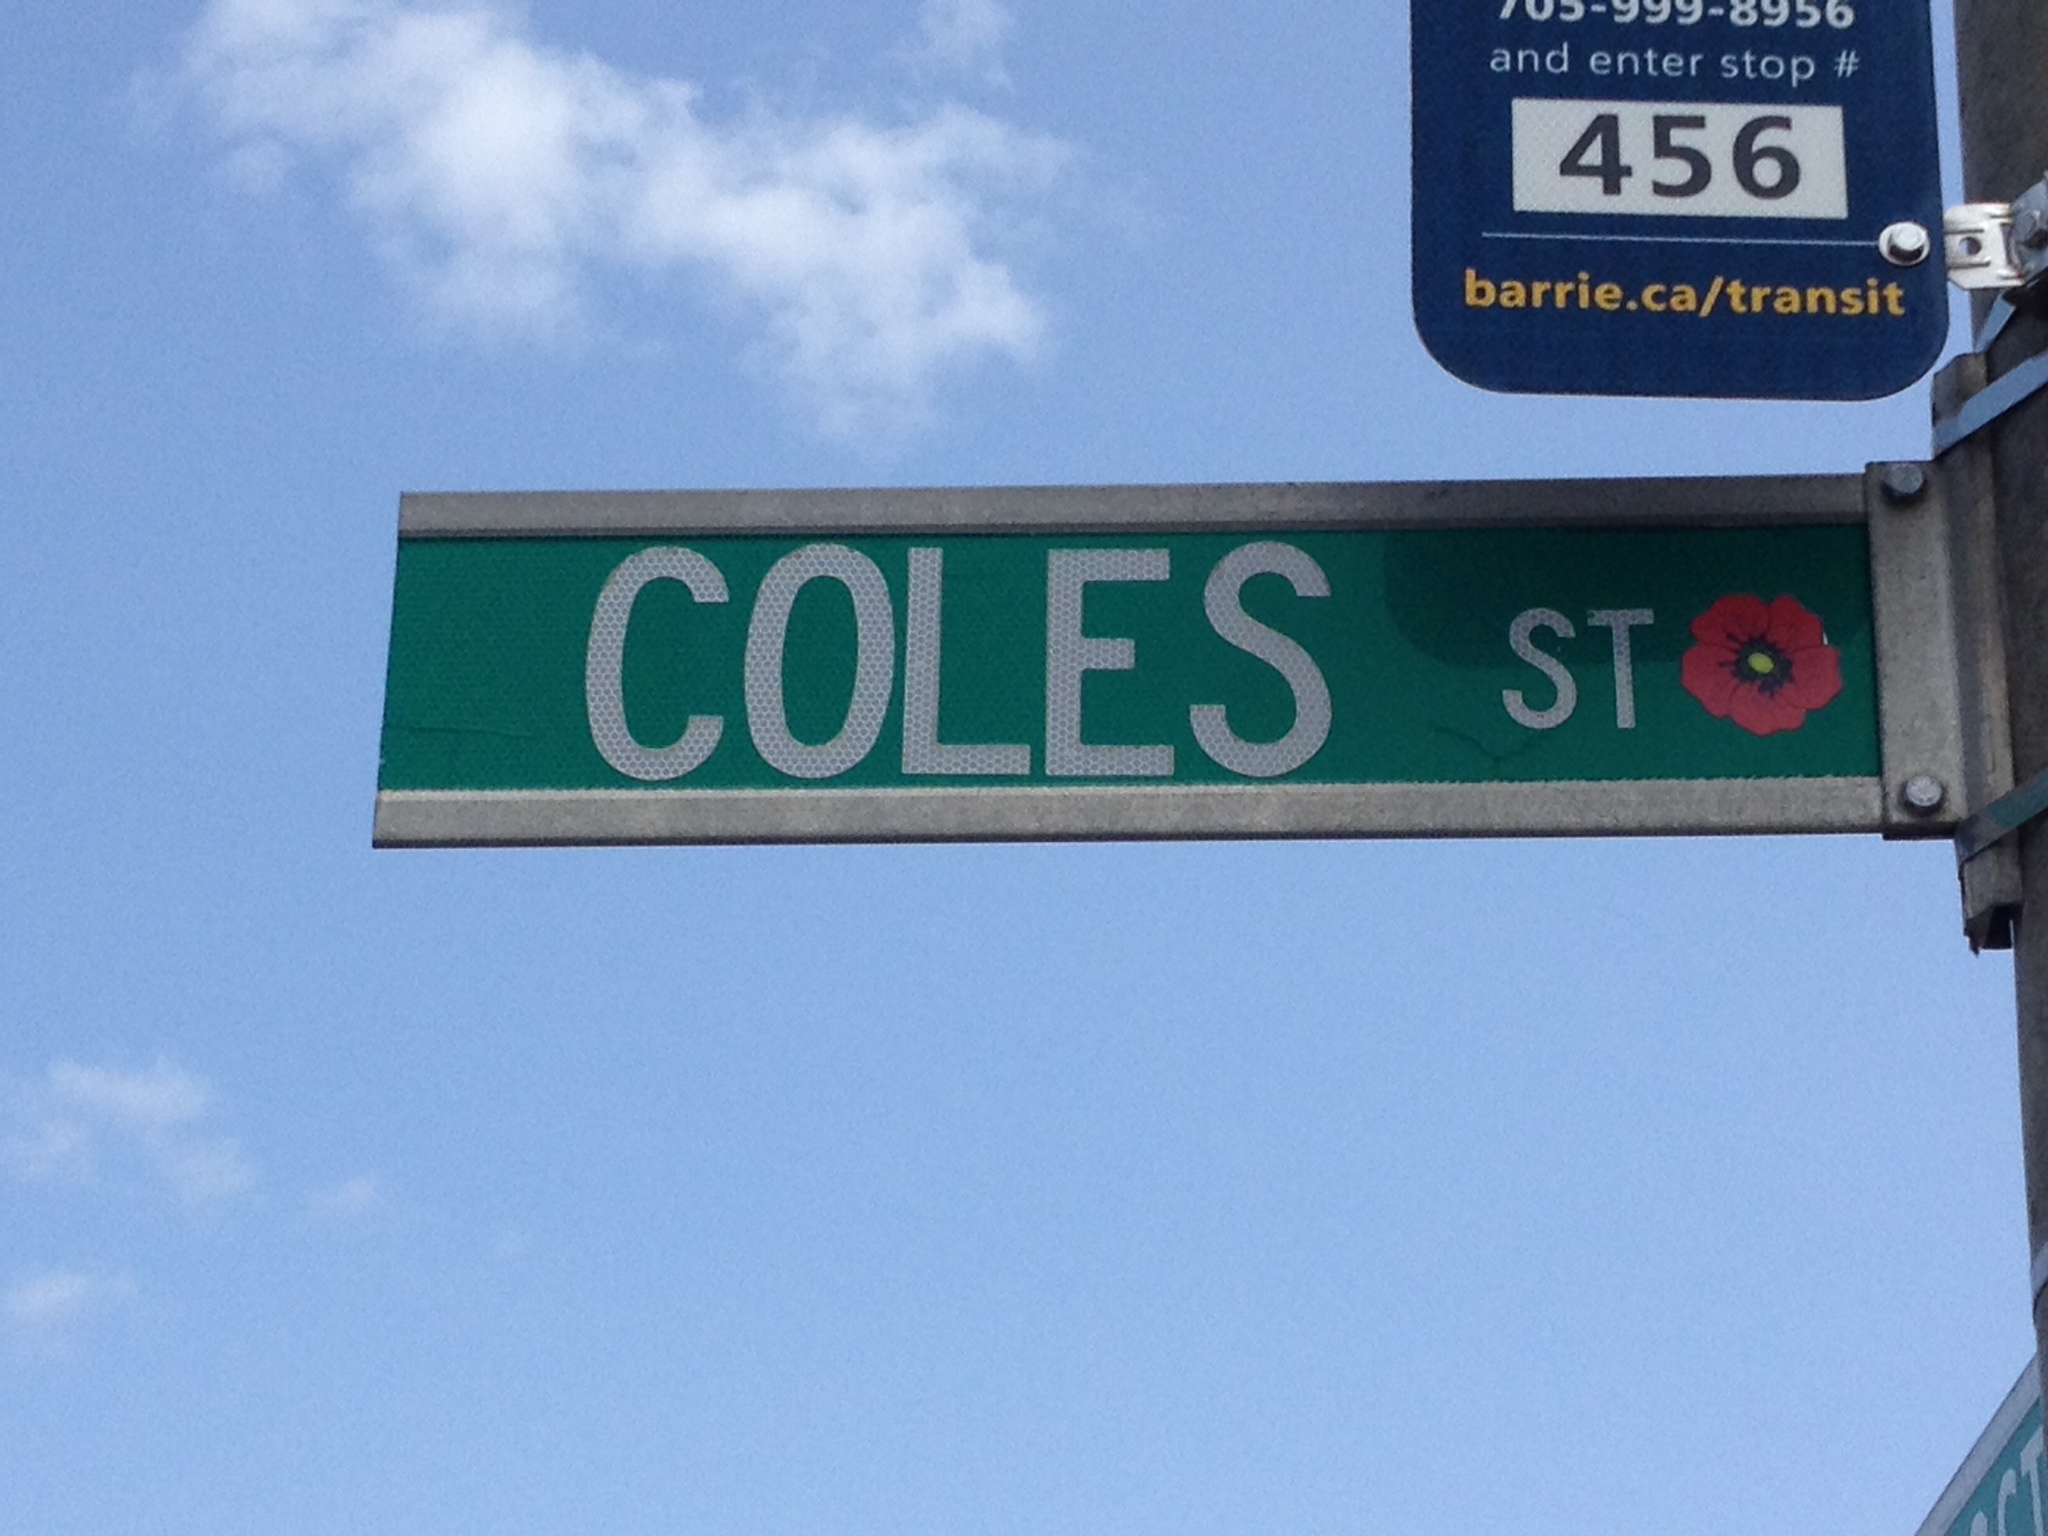 705-999-8956
and enter stop #
456
barrie.ca/transit
COLES ST